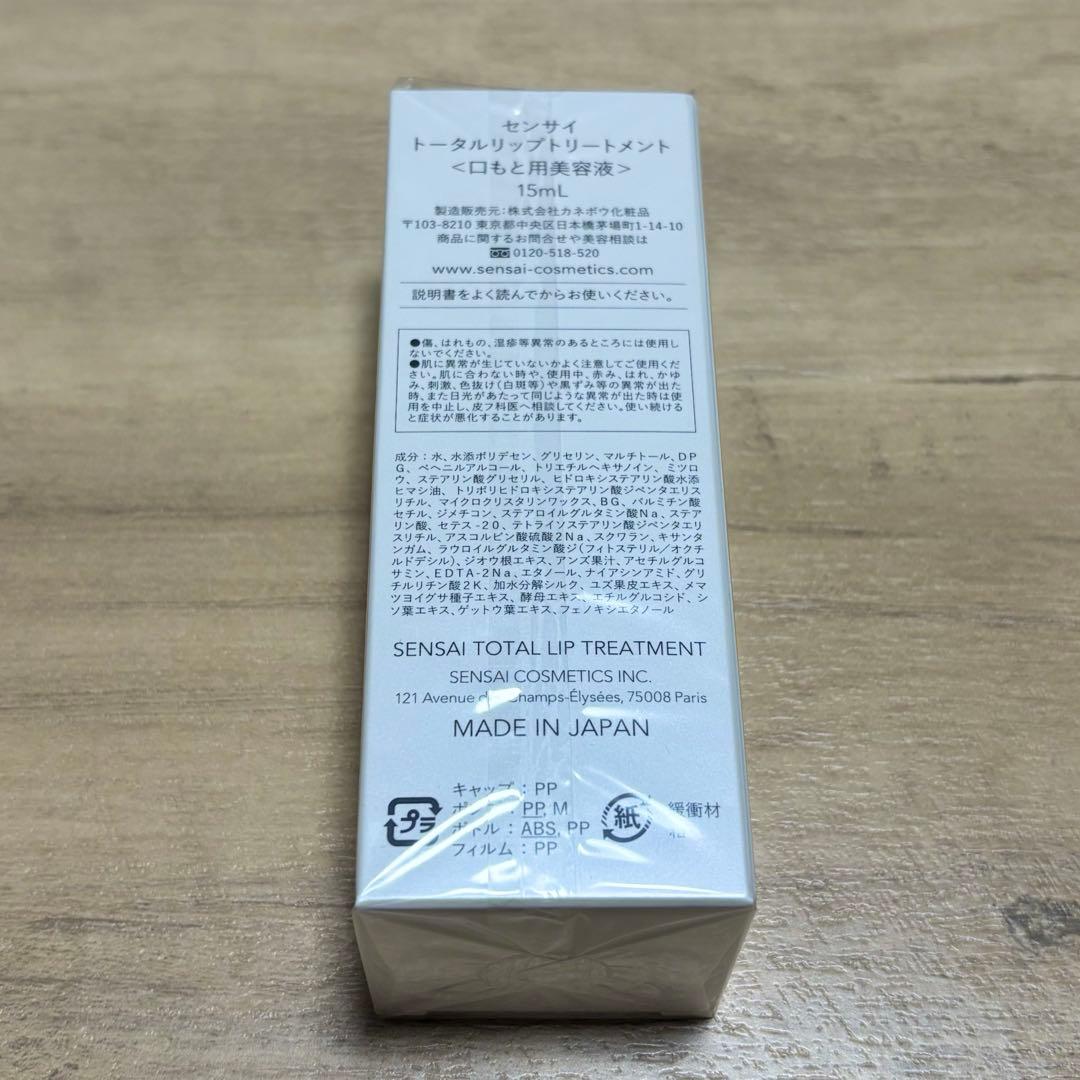 センサイ
トータルリップトリートメント
<口もと用美容液>
15mL
製造販売元:株式会社カネボウ化粧品
〒103-8210 東京都中央区日本橋茅場町1-14-10
商品に関するお問合せや美容相談は
0120-518-520
www.sensai-cosmetics.com
説明書をよく読んでからお使いください。
●傷、はれもの、湿疹等異常のあるところには使用し
ないでください。
●肌に異常が生じていないかよく注意してご使用くだ
さい。肌に合わない時や、使用中、赤み、はれ、かゆ
み、刺激、色抜け(白斑等)や黒ずみ等の異常が出た
時、また日光があたって同じような異常が出た時は使
用を中止し、皮フ科医へ相談してください。使い続ける
と症状が悪化することがあります。
成分:水、水添ポリデセン、グリセリン、マルチトール、DP
G、ベヘニルアルコール、トリエチルヘキサノイン、ミツロ
ウ、ステアリン酸グリセリル、ヒドロキシステアリン酸水添
ヒマシ油、トリポリヒドロキシステアリン酸ジペンタエリス
リチル、マイクロクリスタリンワックス、BG、パルミチン酸
セチル、ジメチコン、ステアロイルグルタミン酸Na、ステア
リン酸、セテス-20、テトライソステアリン酸ジペンタエリ
スリチル、アスコルビン酸硫酸2Na、スクワラン、キサンタ
ンガム、ラウロイルグルタミン酸ジ(フィトステリル/オクチ
ルドデシル)、ジオウ根エキス、アンズ果汁、アセチルグルコ
サミン、EDTA-2Na、エタノール、ナイアシンアミド、グリ
チルリチン酸2K、加水分解シルク、ユズ果皮エキス、メマ
ツヨイグサ種子エキス、酵母エキス、エチルグルコシド、シ
ソ葉エキス、ゲットウ葉エキス、フェノキシエタノール
SENSAI TOTAL LIP TREATMENT
SENSAI COSMETICS INC.
121 Avenue des Champs-Élysées, 75008 Paris
MADE IN JAPAN
キャップ:PP
PP, M
ボトル:ABS, PP
フィルム:PP
プラ
紙
緩衝材